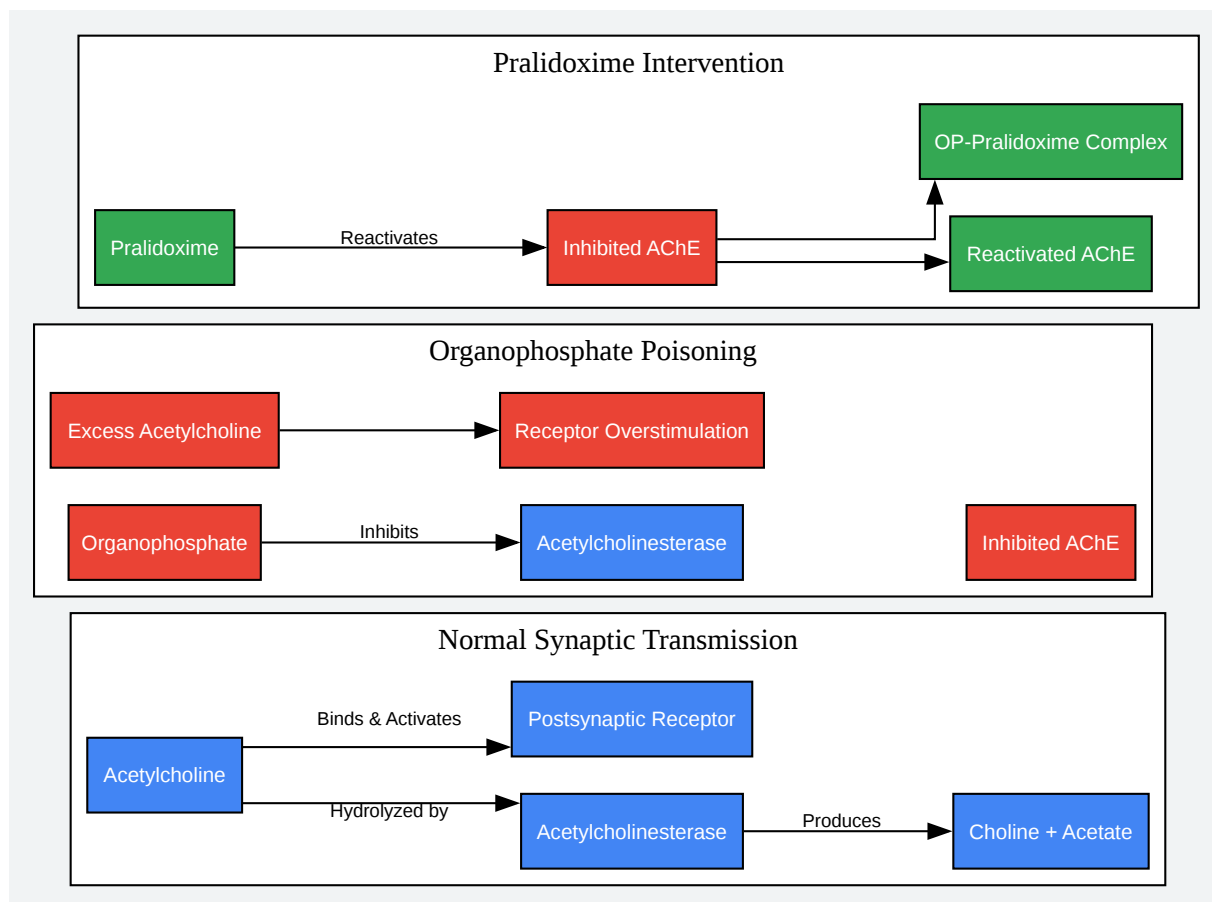 Pralidoxime Intervention
OP-Pralidoxime Complex
Pralidoxime
Reactivates
Inhibited AChE
Reactivated AChE
Organophosphate Poisoning
Excess Acetylcholine
Receptor Overstimulation
Organophosphate
Inhibits
Acetylcholinesterase
Inhibited AChE
Normal Synaptic Transmission
Binds & Activates
Postsynaptic Receptor
Acetylcholine
Hydrolyzed by
Acetylcholinesterase
Produces
Choline + Acetate